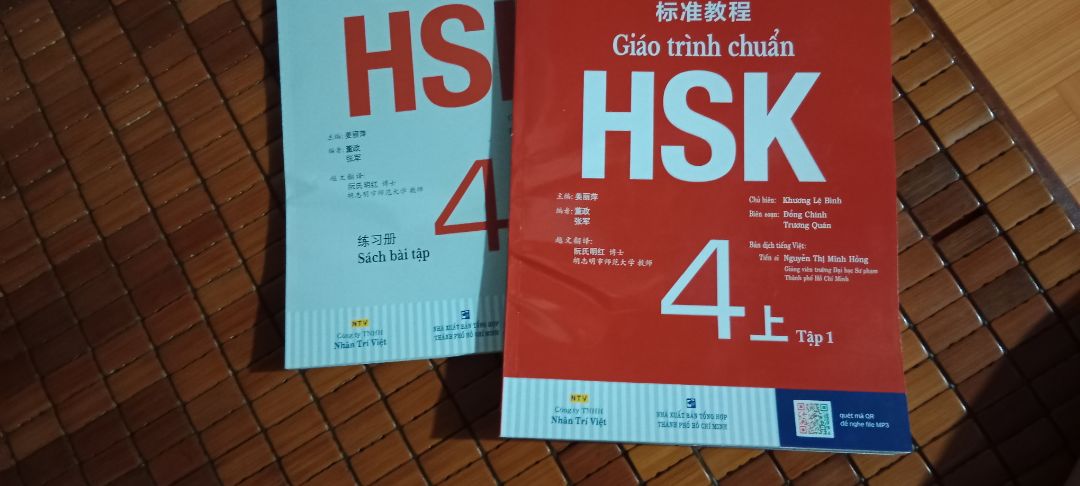 HS
主编: 姜丽萍
编者: 董政
张军
越文翻译:
阮氏明红 博士
胡志明市师范大学 教师
4
练习册
Sách bài tập
NTV
Công ty TNHH
Nhân Trí Việt
NHÀ XUẤT BẢN TỔNG HỢP
THÀNH PHỐ HỒ CHÍ MINH
标准教程
Giáo trình chuẩn
HSK
主编: 姜丽萍
编者: 董政
张军
越文翻译:
阮氏明红 博士
胡志明市师范大学 教师
Chủ biên: Khương Lệ Bình
Biên soạn: Đổng Chính
Trương Quân
Bản dịch tiếng Việt:
Tiến sĩ Nguyễn Thị Minh Hồng
Giảng viên trường Đại học Sư phạm
Thành phố Hồ Chí Minh
4上 Tập 1
NTV
Công ty TNHH
Nhân Trí Việt
NHÀ XUẤT BẢN TỔNG HỢP
THÀNH PHỐ HỒ CHÍ MINH
quét mã QR
để nghe file MP3